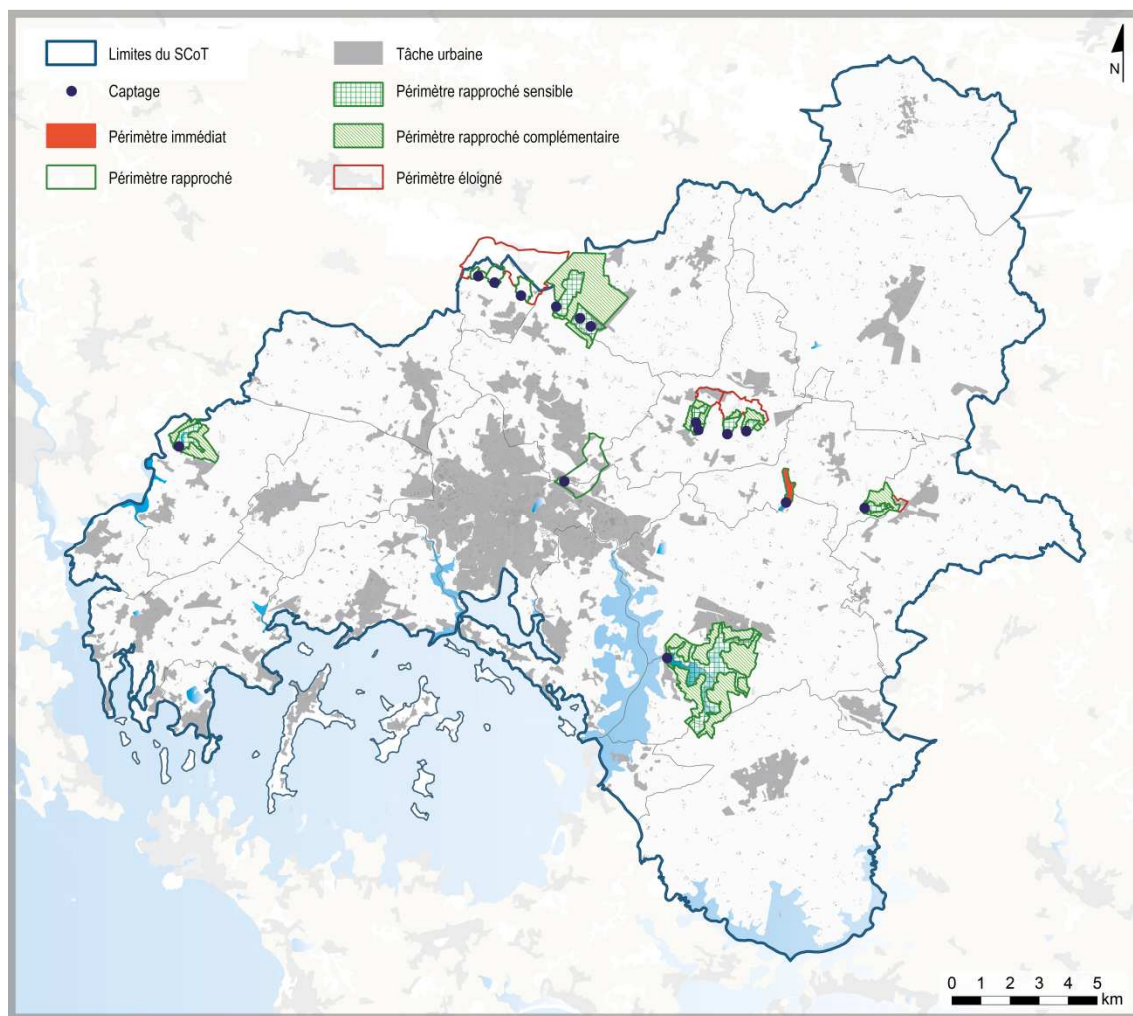 Limites du SCoT
Captage
Périmètre immédiat
Périmètre rapproché
Tâche urbaine
Périmètre rapproché sensible
Périmètre rapproché complémentaire
Périmètre éloigné
N
0 1 2 3 4 5
km